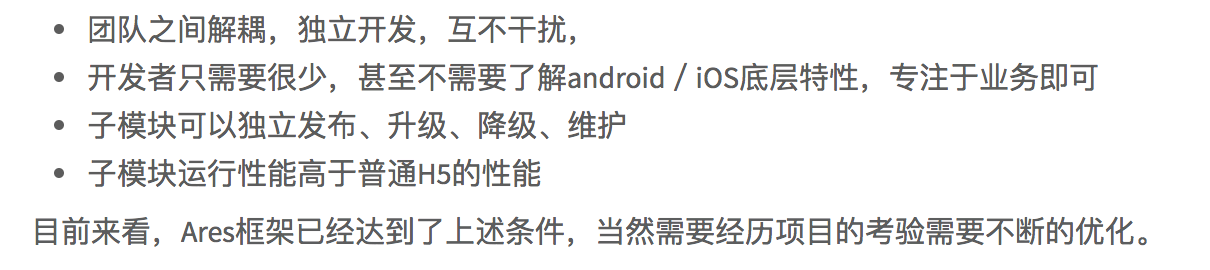 • 团队之间解耦，独立开发，互不干扰，
• 开发者只需要很少，甚至不需要了解android / iOS底层特性，专注于业务即可
• 子模块可以独立发布、升级、降级、维护
• 子模块运行性能高于普通H5的性能
目前来看，Ares框架已经达到了上述条件，当然需要经历项目的考验需要不断的优化。